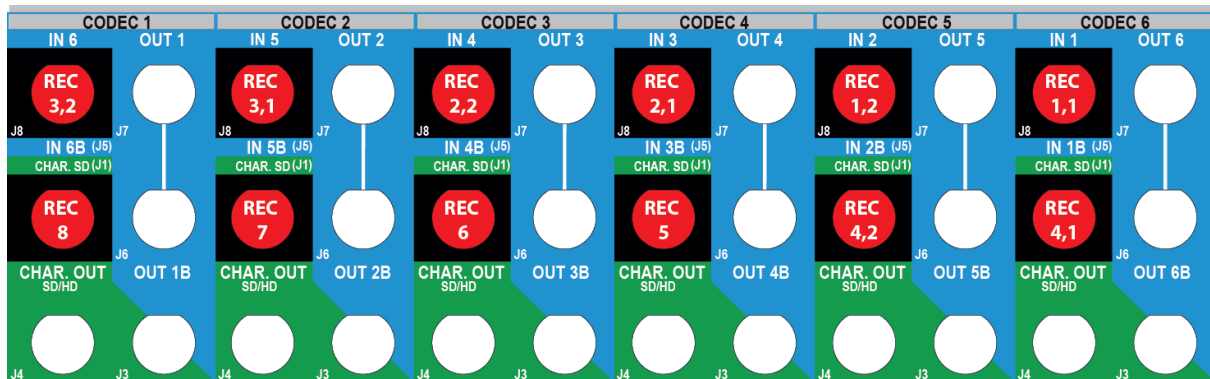 CODEC 1 CODEC 2 CODEC 3 CODEC 4 CODEC 5 CODEC 6
IN 6 OUT 1 IN 5 OUT 2 IN 4 OUT 3 IN 3 OUT 4 IN 2 OUT 5 IN 1 OUT 6
REC REC REC REC REC REC
3,2 3,1 2,2 2,1 1,2 1,1
J8 J7 J8 J7 J8 J7 J8 J7 J8 J7 J8 J7
IN 6B (J5) IN 5B (J5) IN 4B (J5) IN 3B (J5) IN 2B (J5) IN 1B (J5)
CHAR. SD (J1) CHAR. SD (J1) CHAR. SD (J1) CHAR. SD (J1) CHAR. SD (J1) CHAR. SD (J1)
REC REC REC REC REC REC
8 7 6 5 4,2 4,1
J6 J6 J6 J6 J6 J6
CHAR. OUT OUT 1B CHAR. OUT OUT 2B CHAR. OUT OUT 3B CHAR. OUT OUT 4B CHAR. OUT OUT 5B CHAR. OUT OUT 6B
SD/HD SD/HD SD/HD SD/HD SD/HD SD/HD
J4 J3 J4 J3 J4 J3 J4 J3 J4 J3 J4 J3